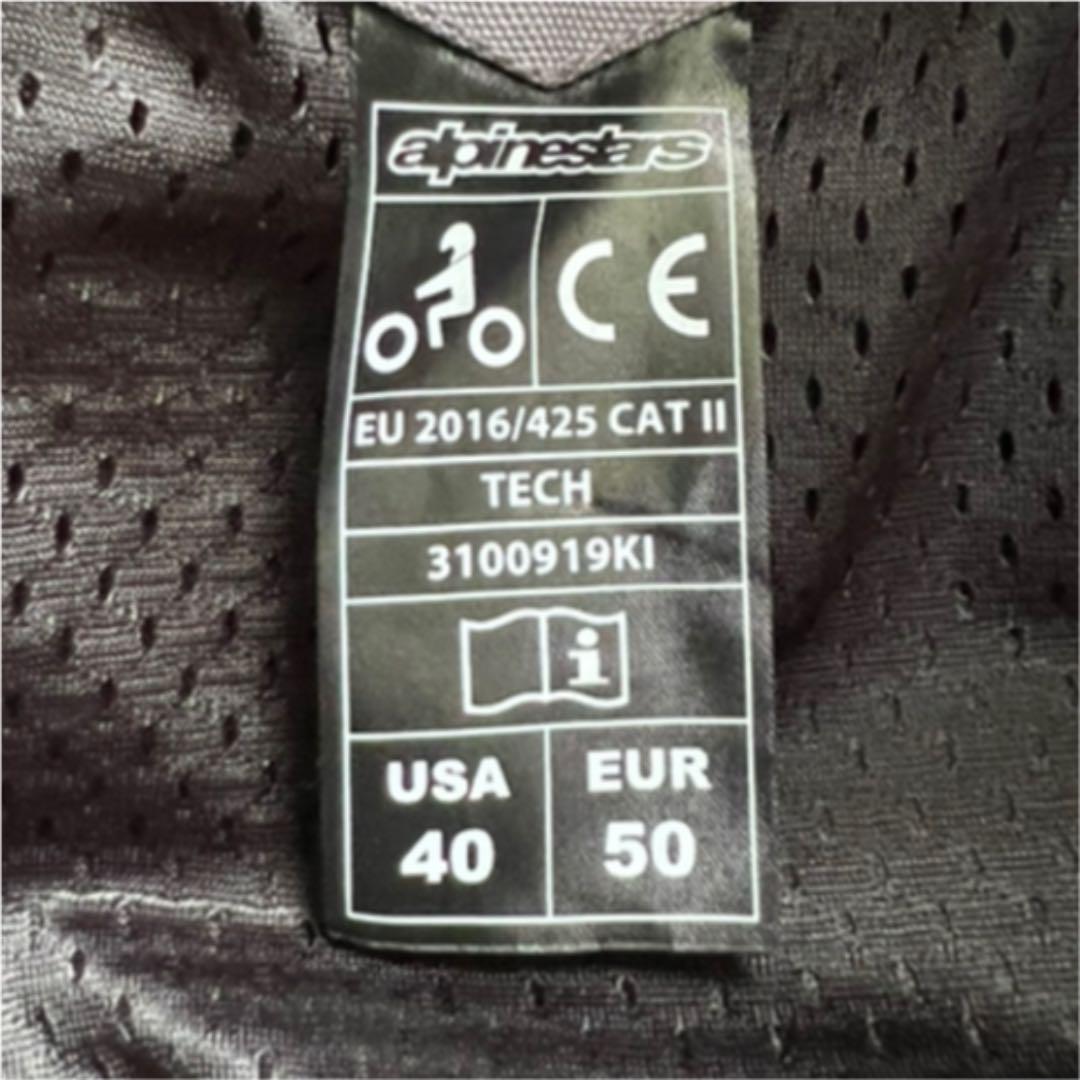 alpinestars
CE
EU 2016/425 CAT II
TECH
3100919KI
i
USA EUR
40 50